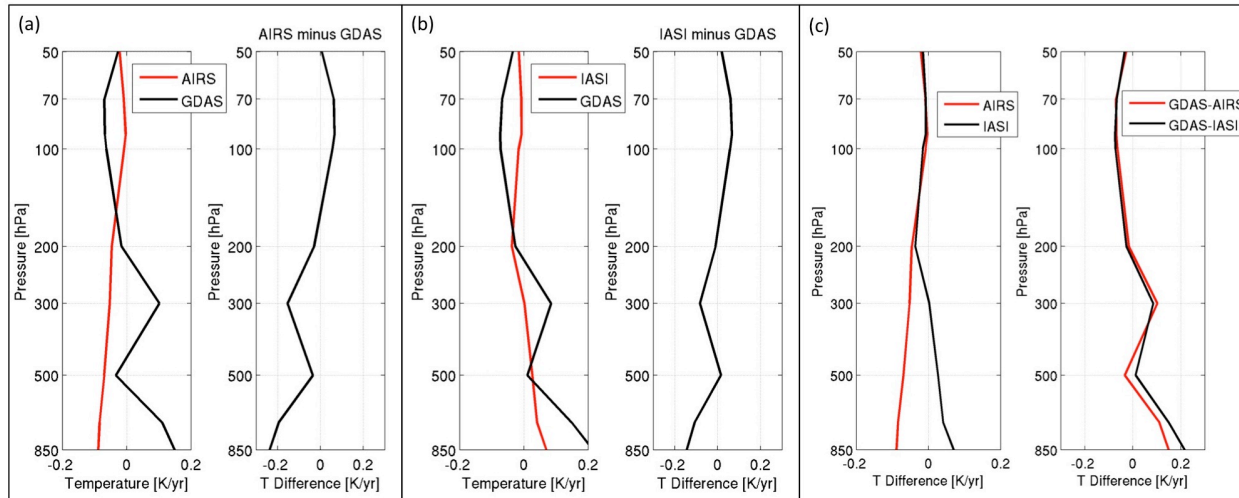 (a)
AIRS minus GDAS
50
70
100
200
300
500
850
Pressure [hPa]
-0.2
0
0.2
Temperature [K/yr]
AIRS
GDAS
50
70
100
200
300
500
850
Pressure [hPa]
-0.2
0
0.2
T Difference [K/yr]
(b)
IASI minus GDAS
50
70
100
200
300
500
850
Pressure [hPa]
-0.2
0
0.2
Temperature [K/yr]
IASI
GDAS
50
70
100
200
300
500
850
Pressure [hPa]
-0.2
0
0.2
T Difference [K/yr]
(c)
50
70
100
200
300
500
850
Pressure [hPa]
-0.2
0
0.2
T Difference [K/yr]
AIRS
IASI
50
70
100
200
300
500
850
Pressure [hPa]
-0.2
0
0.2
T Difference [K/yr]
GDAS-AIRS
GDAS-IASI